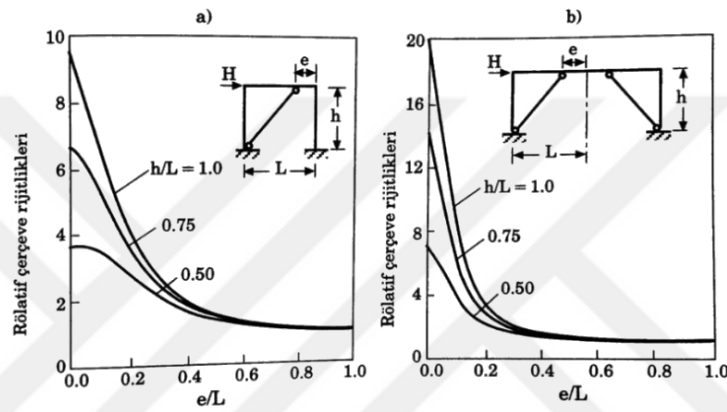 a)
10
8
6
4
2
0
Rölatif çerçeve rijitlikleri
H
e
h
L
h/L = 1.0
0.75
0.50
0.0
0.2
0.4
0.6
0.8
1.0
e/L
b)
20
16
12
8
4
0
Rölatif çerçeve rijitlikleri
H
e
h
L
h/L = 1.0
0.75
0.50
0.0
0.2
0.4
0.6
0.8
1.0
e/L